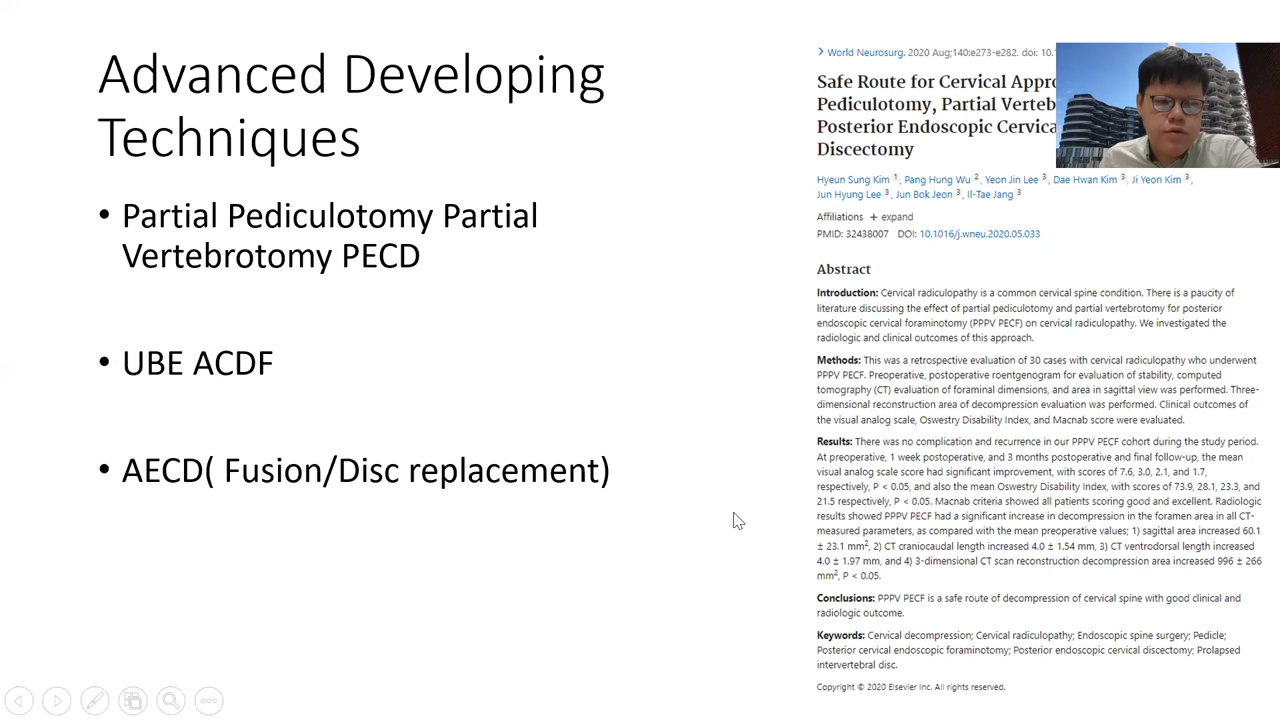 Advanced Developing
Techniques
• Partial Pediculotomy Partial
Vertebrotomy PECD
• UBE ACDF
• AECD( Fusion/Disc replacement)
World Neurosurg. 2020 Aug;140:e273-e282. doi: 10.
Safe Route for Cervical
Pediculotomy, Partial
Posterior Endoscopic
Discectomy
Hyeun Sung Kim 1, Pang Hung Wu 2, Yeon Jin Lee 3, Dae Hwan Kim 3, Ji Yeon Kim 3,
Jun Hyung Lee 3, Jun Bok Jeon 3, Il-Tae Jang 3
Affiliations + expand
PMID: 32438007 DOI: 10.1016/j.wneu.2020.05.033
Abstract
Introduction: Cervical radiculopathy is a common cervical spine condition. There is a paucity of
literature discussing the effect of partial pediculotomy and partial vertebrotomy for posterior
endoscopic cervical foraminotomy (PPPV PECF) on cervical radiculopathy. We investigated the
radiologic and clinical outcomes of this approach.
Methods: This was a retrospective evaluation of 30 cases with cervical radiculopathy who underwent
PPPV PECF. Preoperative, postoperative roentgenogram for evaluation of stability, computed
tomography (CT) evaluation of foraminal dimensions, and area in sagittal view was performed. Three-
dimensional reconstruction area of decompression evaluation was performed. Clinical outcomes of
the visual analog scale, Oswestry Disability Index, and Macnab score were evaluated.
Results: There was no complication and recurrence in our PPPV PECF cohort during the study period.
At preoperative, 1 week postoperative, and 3 months postoperative and final follow-up, the mean
visual analog scale score had significant improvement, with scores of 7.6, 3.0, 2.1, and 1.7,
respectively, P < 0.05, and also the mean Oswestry Disability Index, with scores of 73.9, 28.1, 23.3, and
21.5 respectively, P < 0.05. Macnab criteria showed all patients scoring good and excellent. Radiologic
results showed PPPV PECF had a significant increase in decompression in the foramen area in all CT-
measured parameters, as compared with the mean preoperative values; 1) sagittal area increased 60.1
± 23.1 mm2, 2) CT craniocaudal length increased 4.0 ± 1.54 mm, 3) CT ventrodorsal length increased
4.0 ± 1.97 mm, and 4) 3-dimensional CT scan reconstruction decompression area increased 996 ± 266
mm2, P < 0.05.
Conclusions: PPPV PECF is a safe route of decompression of cervical spine with good clinical and
radiologic outcome.
Keywords: Cervical decompression; Cervical radiculopathy; Endoscopic spine surgery; Pedicle;
Posterior cervical endoscopic foraminotomy; Posterior endoscopic cervical discectomy; Prolapsed
intervertebral disc.
Copyright © 2020 Elsevier Inc. All rights reserved.